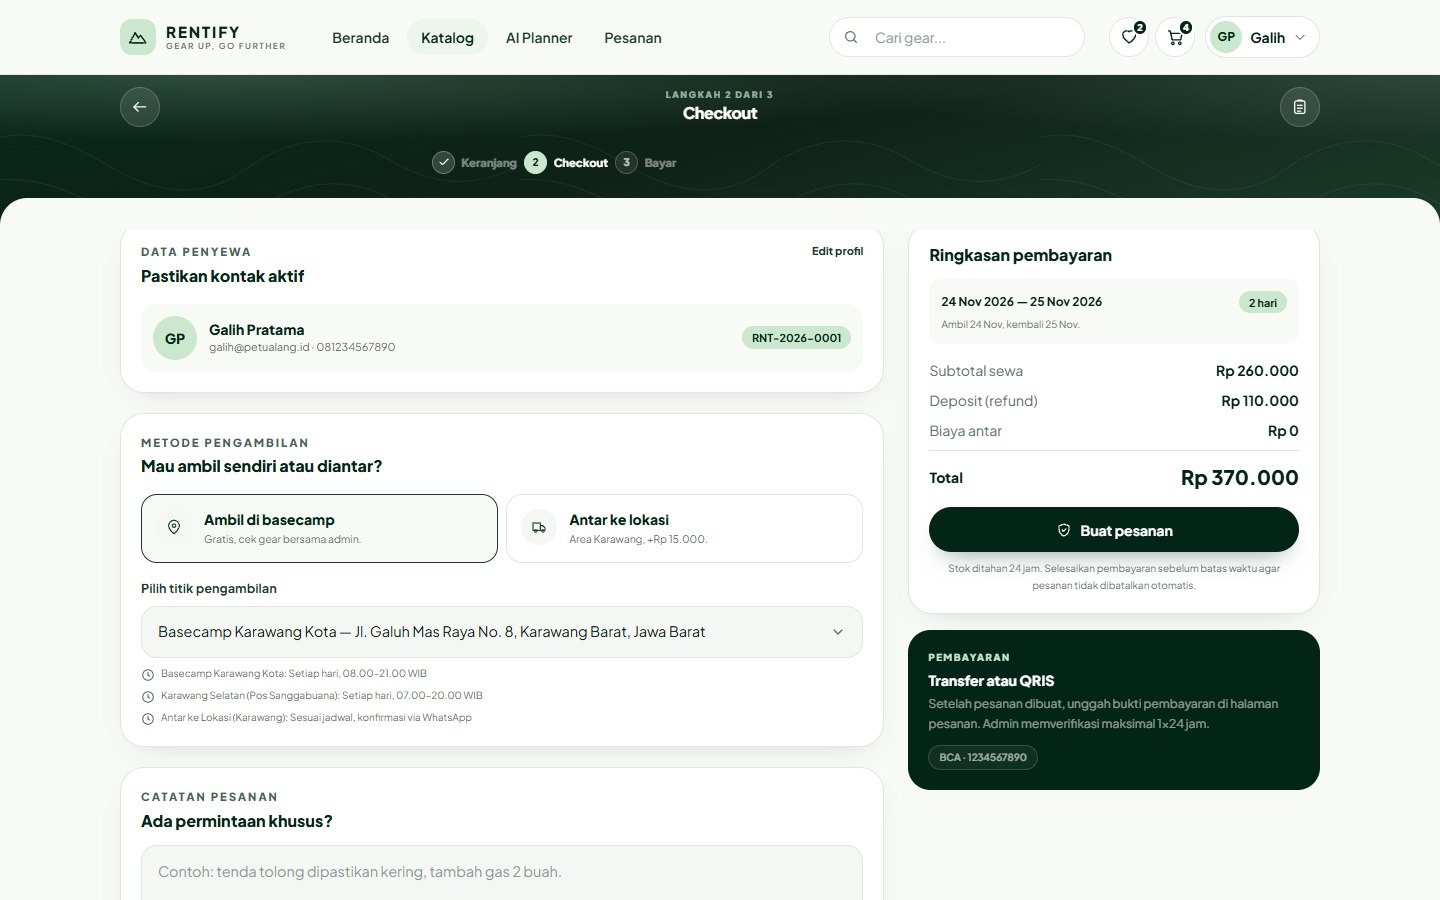 RENTIFY
GEAR UP, GO FURTHER
Beranda
Katalog
AI Planner
Pesanan
Cari gear...
2
4
GP
Galih
LANGKAH 2 DARI 3
Checkout
Keranjang
2
Checkout
3
Bayar
DATA PENYEWA
Edit profil
Pastikan kontak aktif
GP
Galih Pratama
galih@petualang.id · 081234567890
RNT-2026-0001
METODE PENGAMBILAN
Mau ambil sendiri atau diantar?
Ambil di basecamp
Gratis, cek gear bersama admin.
Antar ke lokasi
Area Karawang, +Rp 15.000.
Pilih titik pengambilan
Basecamp Karawang Kota — Jl. Galuh Mas Raya No. 8, Karawang Barat, Jawa Barat
Basecamp Karawang Kota: Setiap hari, 08.00–21.00 WIB
Karawang Selatan (Pos Sanggabuana): Setiap hari, 07.00–20.00 WIB
Antar ke Lokasi (Karawang): Sesuai jadwal, konfirmasi via WhatsApp
CATATAN PESANAN
Ada permintaan khusus?
Contoh: tenda tolong dipastikan kering, tambah gas 2 buah.
Ringkasan pembayaran
24 Nov 2026 — 25 Nov 2026
2 hari
Ambil 24 Nov, kembali 25 Nov.
Subtotal sewa
Rp 260.000
Deposit (refund)
Rp 110.000
Biaya antar
Rp 0
Total
Rp 370.000
Buat pesanan
Stok ditahan 24 jam. Selesaikan pembayaran sebelum batas waktu agar
pesanan tidak dibatalkan otomatis.
PEMBAYARAN
Transfer atau QRIS
Setelah pesanan dibuat, unggah bukti pembayaran di halaman
pesanan. Admin memverifikasi maksimal 1×24 jam.
BCA · 1234567890